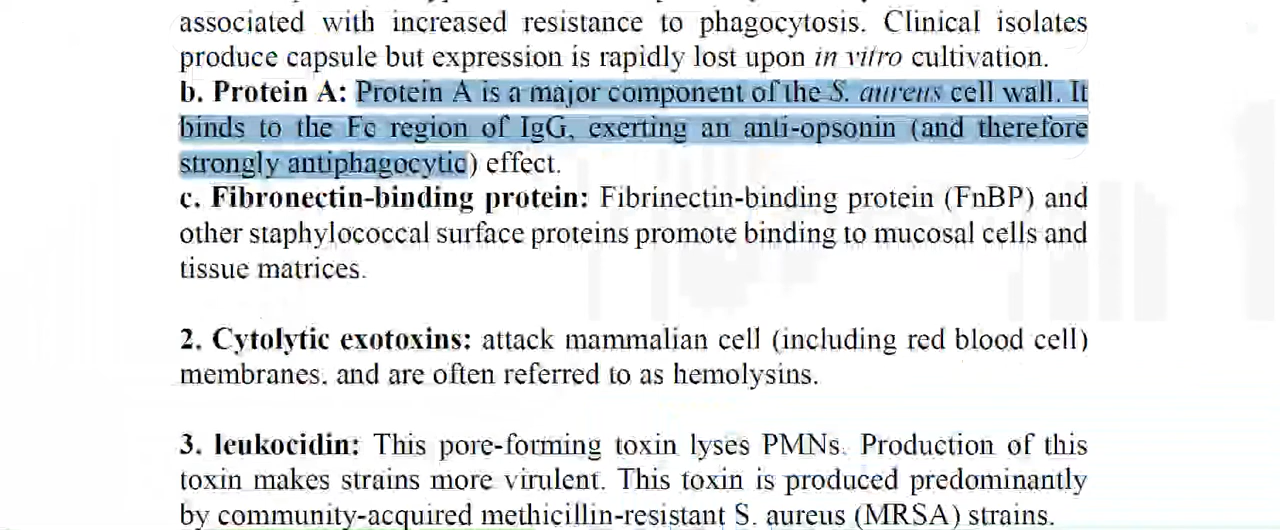 associated with increased resistance to phagocytosis. Clinical isolates
produce capsule but expression is rapidly lost upon in vitro cultivation.
b. Protein A: Protein A is a major component of the S. aureus cell wall. It
binds to the Fc region of IgG, exerting an anti-opsonin (and therefore
strongly antiphagocytic) effect.
c. Fibronectin-binding protein: Fibrinectin-binding protein (FnBP) and
other staphylococcal surface proteins promote binding to mucosal cells and
tissue matrices.
2. Cytolytic exotoxins: attack mammalian cell (including red blood cell)
membranes, and are often referred to as hemolysins.
3. leukocidin: This pore-forming toxin lyses PMNs. Production of this
toxin makes strains more virulent. This toxin is produced predominantly
by community-acquired methicillin-resistant S. aureus (MRSA) strains.